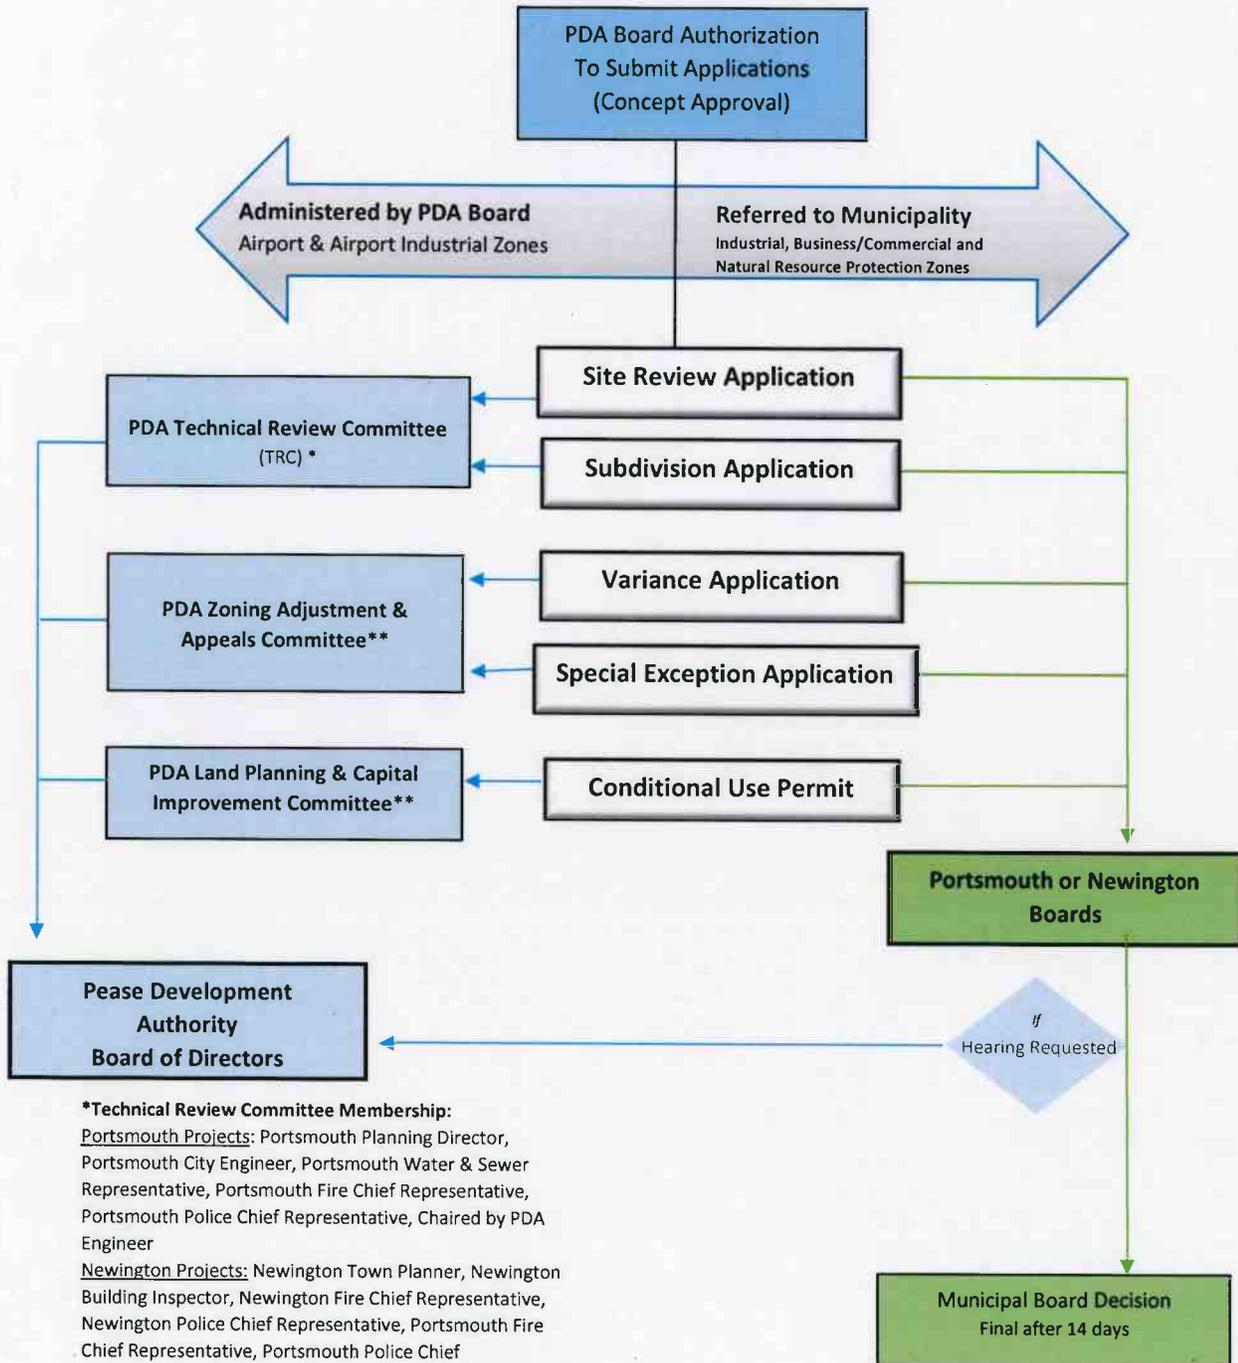 PDA Board Authorization
To Submit Applications
(Concept Approval)
Administered by PDA Board
Airport & Airport Industrial Zones
Referred to Municipality
Industrial, Business/Commercial and
Natural Resource Protection Zones
Site Review Application
PDA Technical Review Committee
(TRC) *
Subdivision Application
Variance Application
PDA Zoning Adjustment &
Appeals Committee**
Special Exception Application
PDA Land Planning & Capital
Improvement Committee**
Conditional Use Permit
Portsmouth or Newington
Boards
Pease Development
Authority
Board of Directors
If
Hearing Requested
*Technical Review Committee Membership:
Portsmouth Projects: Portsmouth Planning Director,
Portsmouth City Engineer, Portsmouth Water & Sewer
Representative, Portsmouth Fire Chief Representative,
Portsmouth Police Chief Representative, Chaired by PDA
Engineer
Newington Projects: Newington Town Planner, Newington
Building Inspector, Newington Fire Chief Representative,
Newington Police Chief Representative, Portsmouth Fire
Chief Representative, Portsmouth Police Chief
Municipal Board Decision
Final after 14 days